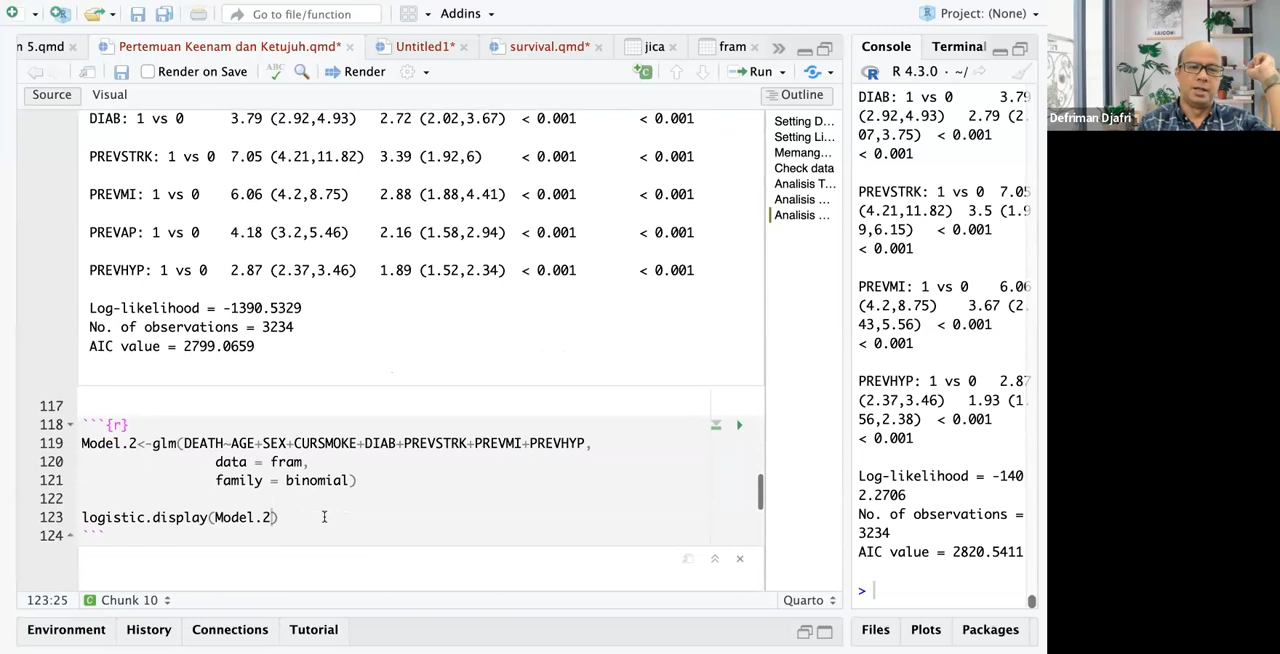 Go to file/function
Addins
Project: (None)
n 5.qmd
Pertemuan Keenam dan Ketujuh.qmd*
Untitled1*
survival.qmd*
jica
fram
Render on Save
ABC
Render
Run
Source
Visual
Outline
DIAB: 1 vs 0 3.79 (2.92,4.93) 2.72 (2.02,3.67) < 0.001 < 0.001
PREVSTRK: 1 vs 0 7.05 (4.21,11.82) 3.39 (1.92,6) < 0.001 < 0.001
PREVMI: 1 vs 0 6.06 (4.2,8.75) 2.88 (1.88,4.41) < 0.001 < 0.001
PREVAP: 1 vs 0 4.18 (3.2,5.46) 2.16 (1.58,2.94) < 0.001 < 0.001
PREVHYP: 1 vs 0 2.87 (2.37,3.46) 1.89 (1.52,2.34) < 0.001 < 0.001
Log-likelihood = -1390.5329
No. of observations = 3234
AIC value = 2799.0659
117
118 ```{r}
119 Model.2<-glm(DEATH~AGE+SEX+CURSMOKE+DIAB+PREVSTRK+PREVMI+PREVHYP,
120 data = fram,
121 family = binomial)
122
123 logistic.display(Model.2)
124 ```
123:25
Chunk 10
Quarto
Setting D...
Setting Li...
Memang...
Check data
Analisis T...
Analisis ...
Analisis ...
Environment
History
Connections
Tutorial
Console
Terminal
R 4.3.0 · ~/
DIAB: 1 vs 0 3.79
(2.92,4.93) 2.79 (2.
07,3.75) < 0.001
< 0.001
PREVSTRK: 1 vs 0 7.05
(4.21,11.82) 3.5 (1.9
9,6.15) < 0.001
< 0.001
PREVMI: 1 vs 0 6.06
(4.2,8.75) 3.67 (2.
43,5.56) < 0.001
< 0.001
PREVHYP: 1 vs 0 2.87
(2.37,3.46) 1.93 (1.
56,2.38) < 0.001
< 0.001
Log-likelihood = -140
2.2706
No. of observations =
3234
AIC value = 2820.5411
>
Files
Plots
Packages
Defriman Djafri